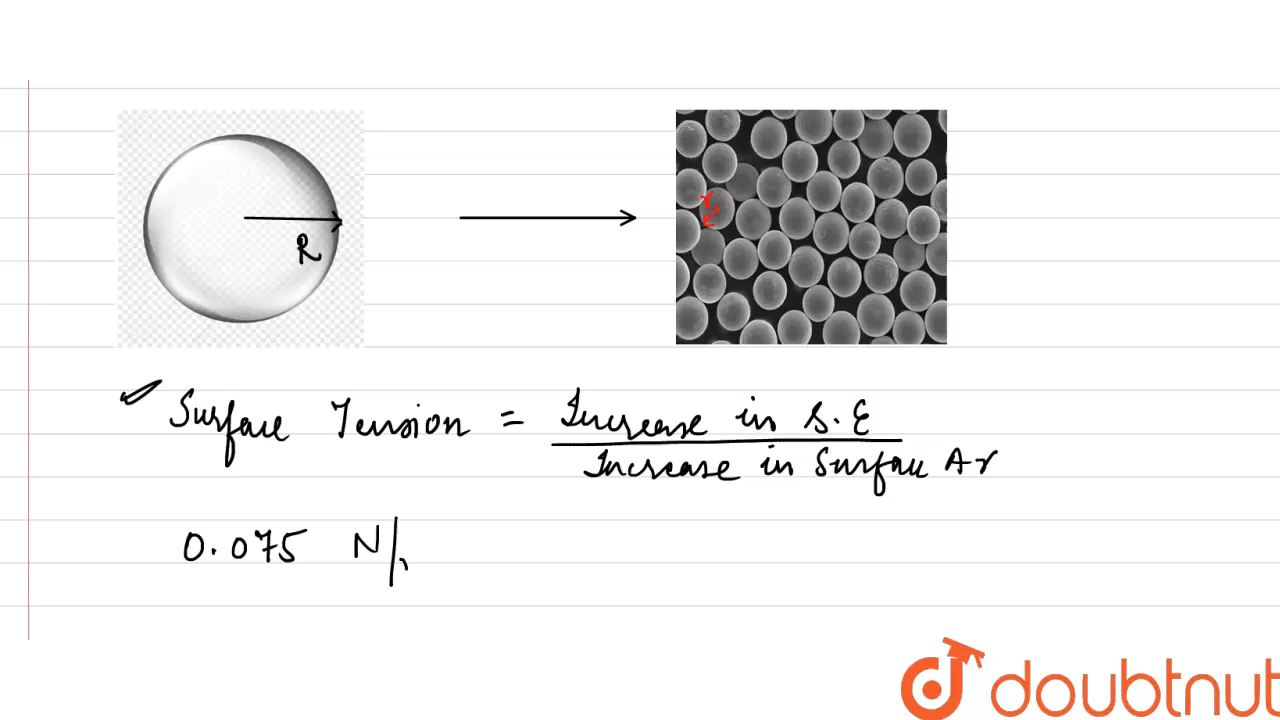 R
r
Surface Tension = Increase in S.E
Increase in Surface Ar
0.075 N/
doubtnut